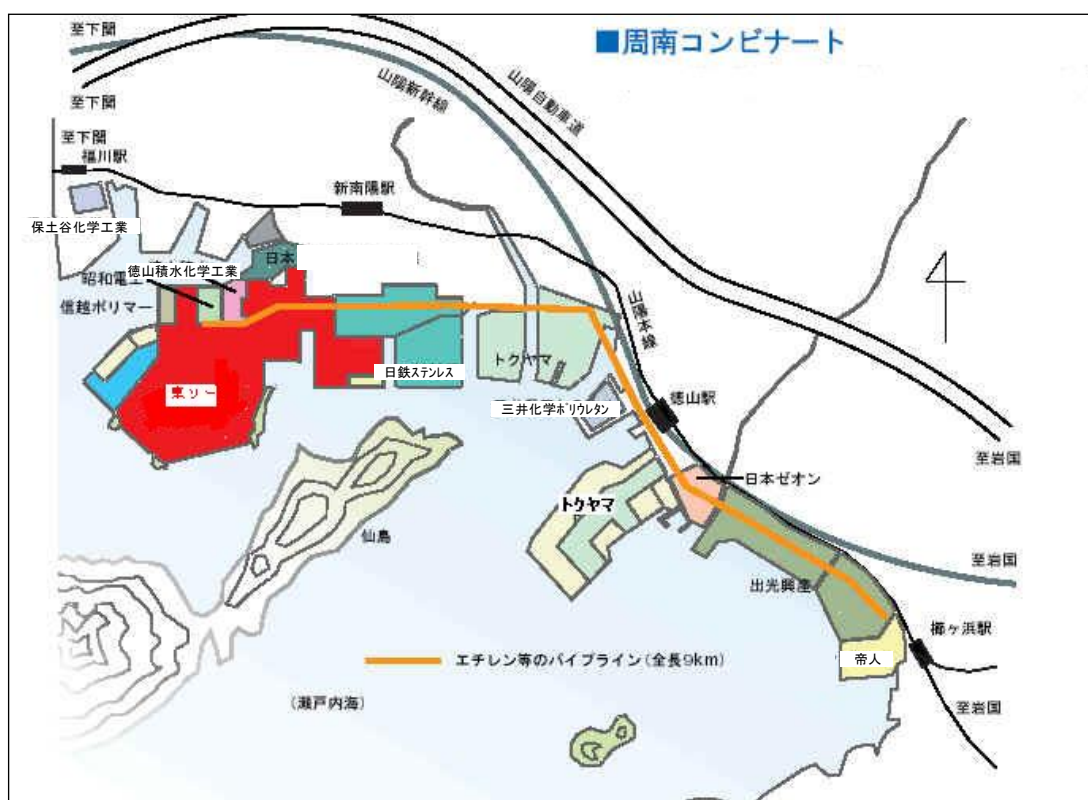 ■周南コンビナート
至下関
至下関
至下関
福川駅
山陽新幹線
山陽自動車道
新南陽駅
保土谷化学工業
日本
昭和電工
徳山積水化学工業
信越ポリマー
山陽本線
トクヤマ
日鉄ステンレス
東ソー
三井化学ポリウレタン
徳山駅
至岩国
日本ゼオン
トクヤマ
仙島
至岩国
出光興産
櫛ヶ浜駅
帝人
エチレン等のパイプライン(全長9km)
(瀬戸内海)
至岩国